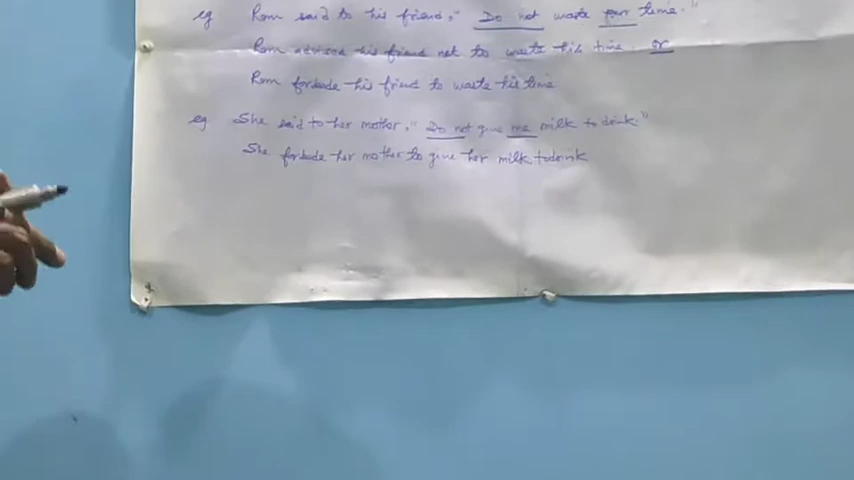 eg Ram said to his friend, "Do not waste your time."
Ram advised his friend not to waste his time. or
Ram forbade his friend to waste his time
eg She said to her mother, "Do not give me milk to drink."
She forbade her mother to give her milk to drink